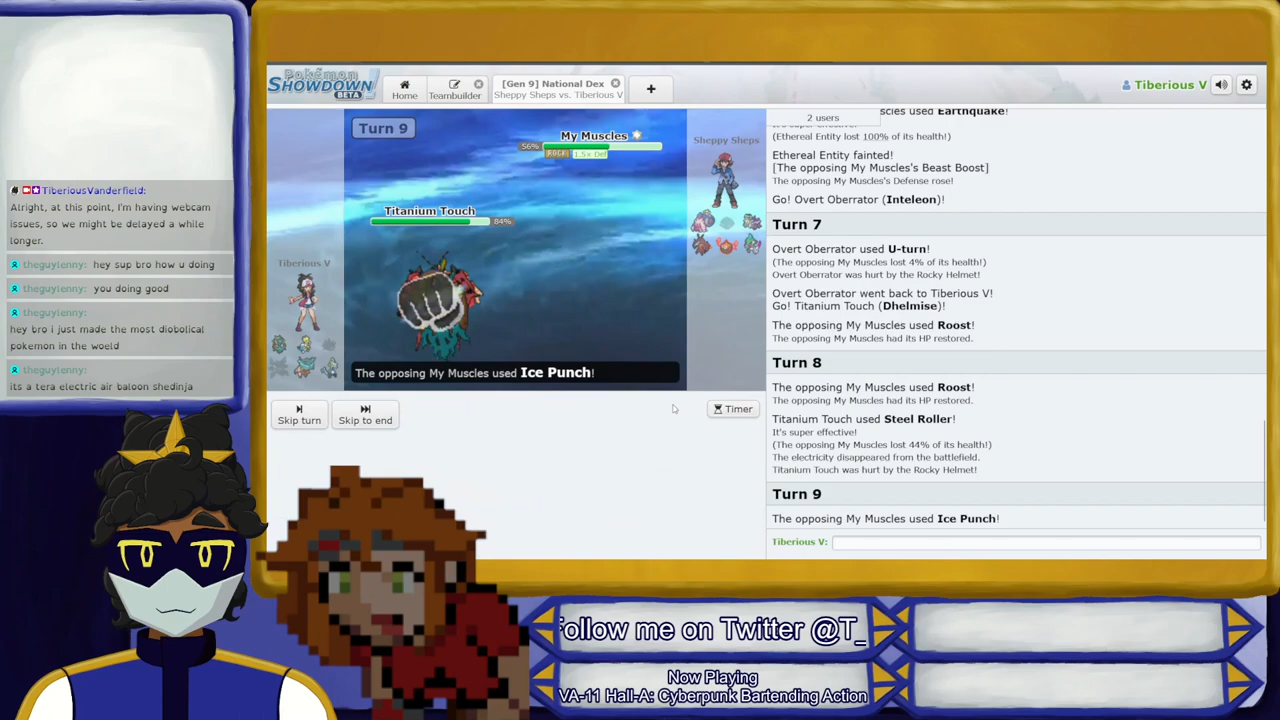 TiberiousVanderfield:
Alright, at this point, I'm having webcam
issues, so we might be delayed a while
longer.
theguylenny: hey sup bro how u doing
theguylenny: you doing good
theguylenny:
hey bro i just made the most diobolical
pokemon in the woeld
theguylenny:
its a tera electric air baloon shedinja
Pokémon
SHOWDOWN!
BETA
Home
Teambuilder
[Gen 9] National Dex
Sheppy Sheps vs. Tiberious V
+
Tiberious V
Turn 9
My Muscles
56%
ROCK
1.5× Def
Titanium Touch
84%
Tiberious V
Sheppy Sheps
The opposing My Muscles used Ice Punch!
Skip turn
Skip to end
Timer
2 users
scles used Earthquake!
It's super effective!
(Ethereal Entity lost 100% of its health!)
Ethereal Entity fainted!
[The opposing My Muscles's Beast Boost]
The opposing My Muscles's Defense rose!
Go! Overt Oberrator (Inteleon)!
Turn 7
Overt Oberrator used U-turn!
(The opposing My Muscles lost 4% of its health!)
Overt Oberrator was hurt by the Rocky Helmet!
Overt Oberrator went back to Tiberious V!
Go! Titanium Touch (Dhelmise)!
The opposing My Muscles used Roost!
The opposing My Muscles had its HP restored.
Turn 8
The opposing My Muscles used Roost!
The opposing My Muscles had its HP restored.
Titanium Touch used Steel Roller!
It's super effective!
(The opposing My Muscles lost 44% of its health!)
The electricity disappeared from the battlefield.
Titanium Touch was hurt by the Rocky Helmet!
Turn 9
The opposing My Muscles used Ice Punch!
Tiberious V:
Follow me on Twitter @T_
Now Playing
VA-11 Hall-A: Cyberpunk Bartending Action